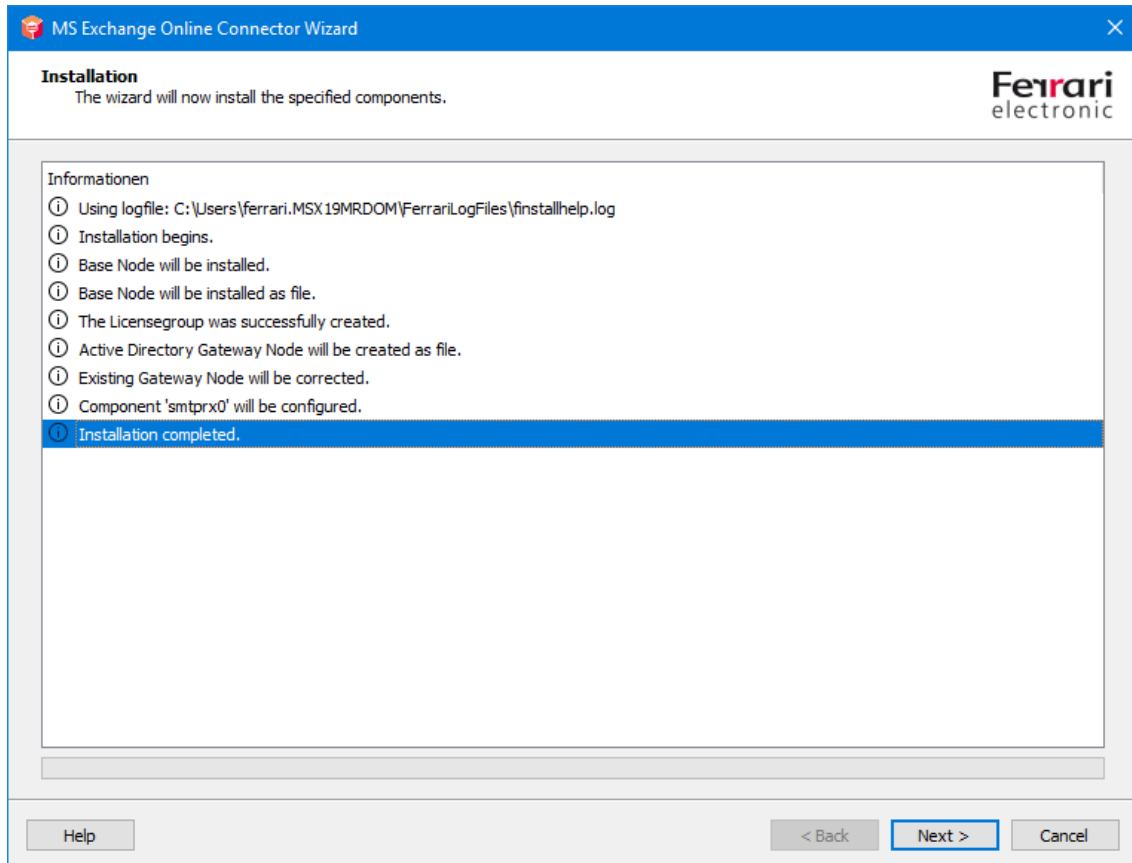 MS Exchange Online Connector Wizard
Installation
The wizard will now install the specified components.
Ferrari
electronic
Informationen
Using logfile: C:\Users\ferrari.MSX19MRDOM\FerrariLogFiles\finstallhelp.log
Installation begins.
Base Node will be installed.
Base Node will be installed as file.
The Licensegroup was successfully created.
Active Directory Gateway Node will be created as file.
Existing Gateway Node will be corrected.
Component 'smtprx0' will be configured.
Installation completed.
Help
< Back
Next >
Cancel